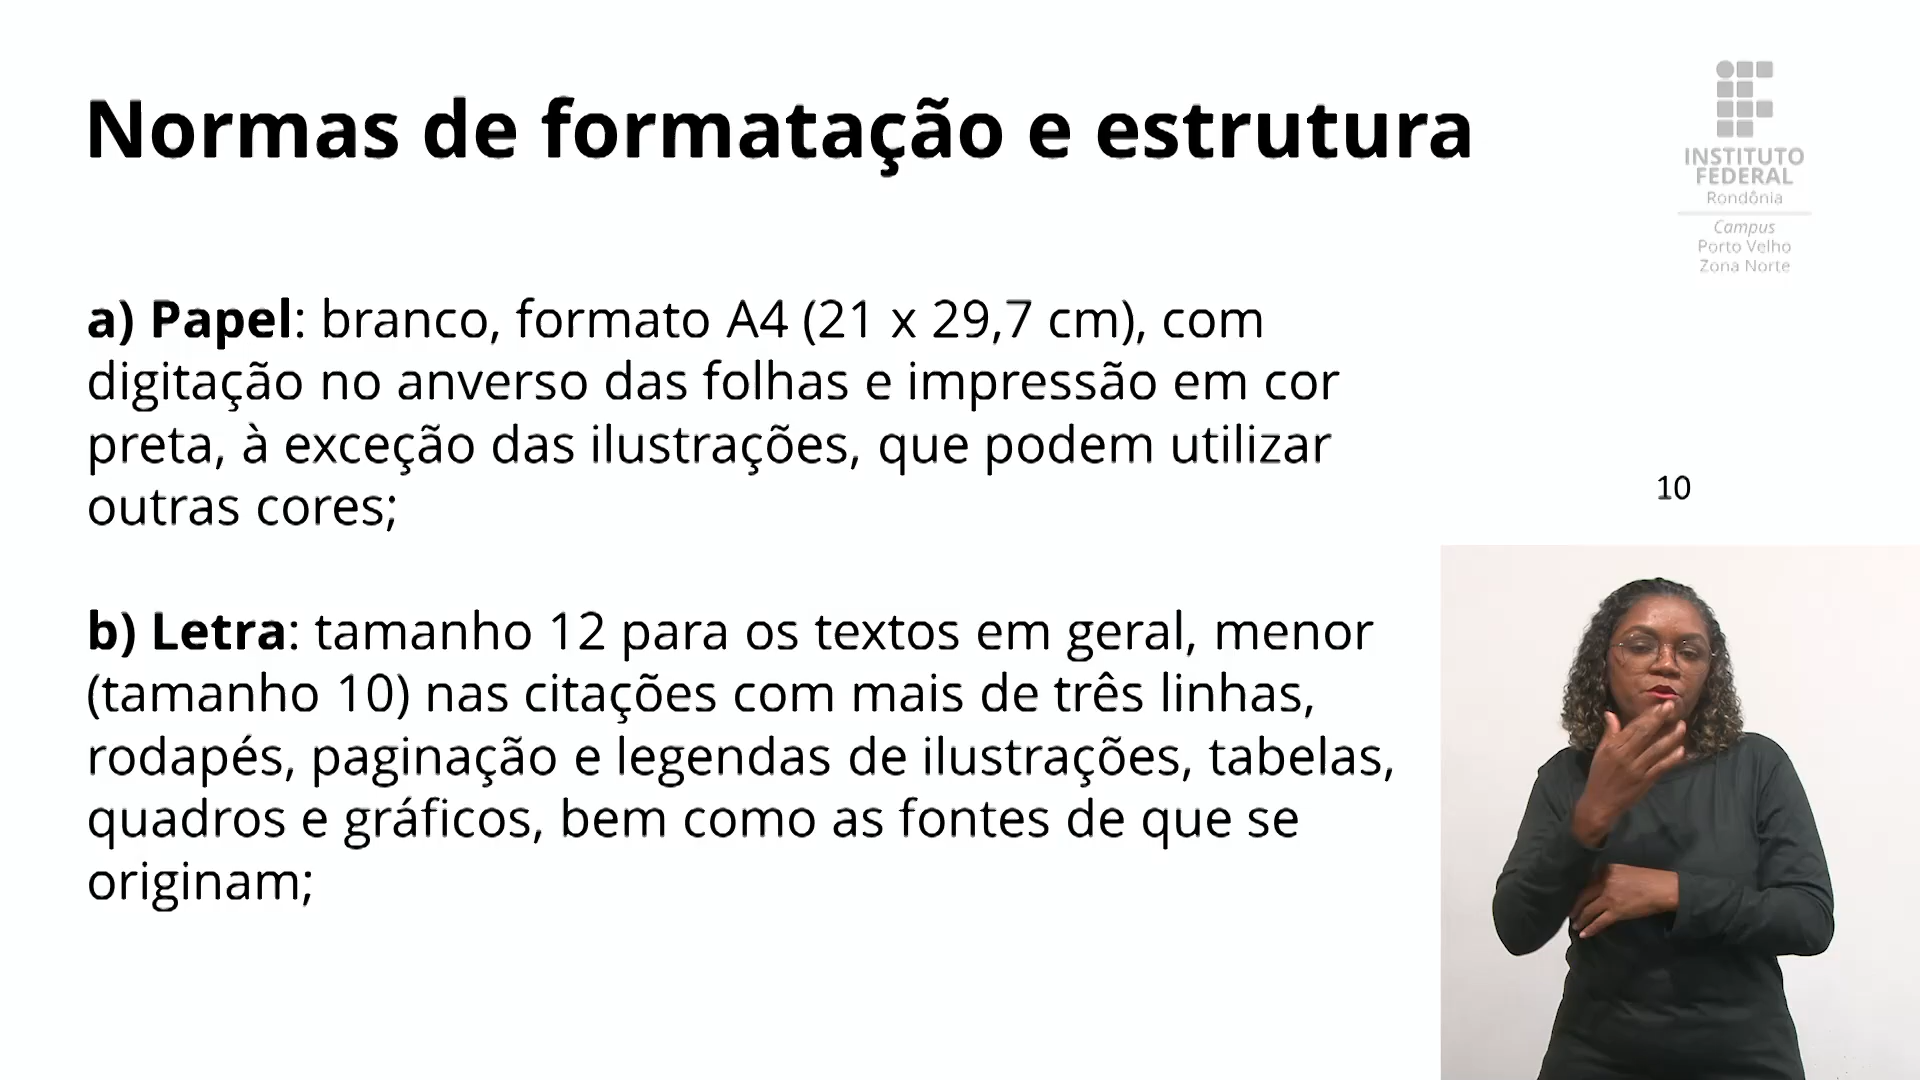 Normas de formatação e estrutura
INSTITUTO
FEDERAL
Rondônia
Campus
Porto Velho
Zona Norte
a) Papel: branco, formato A4 (21 x 29,7 cm), com
digitação no anverso das folhas e impressão em cor
preta, à exceção das ilustrações, que podem utilizar
outras cores;
10
b) Letra: tamanho 12 para os textos em geral, menor
(tamanho 10) nas citações com mais de três linhas,
rodapés, paginação e legendas de ilustrações, tabelas,
quadros e gráficos, bem como as fontes de que se
originam;